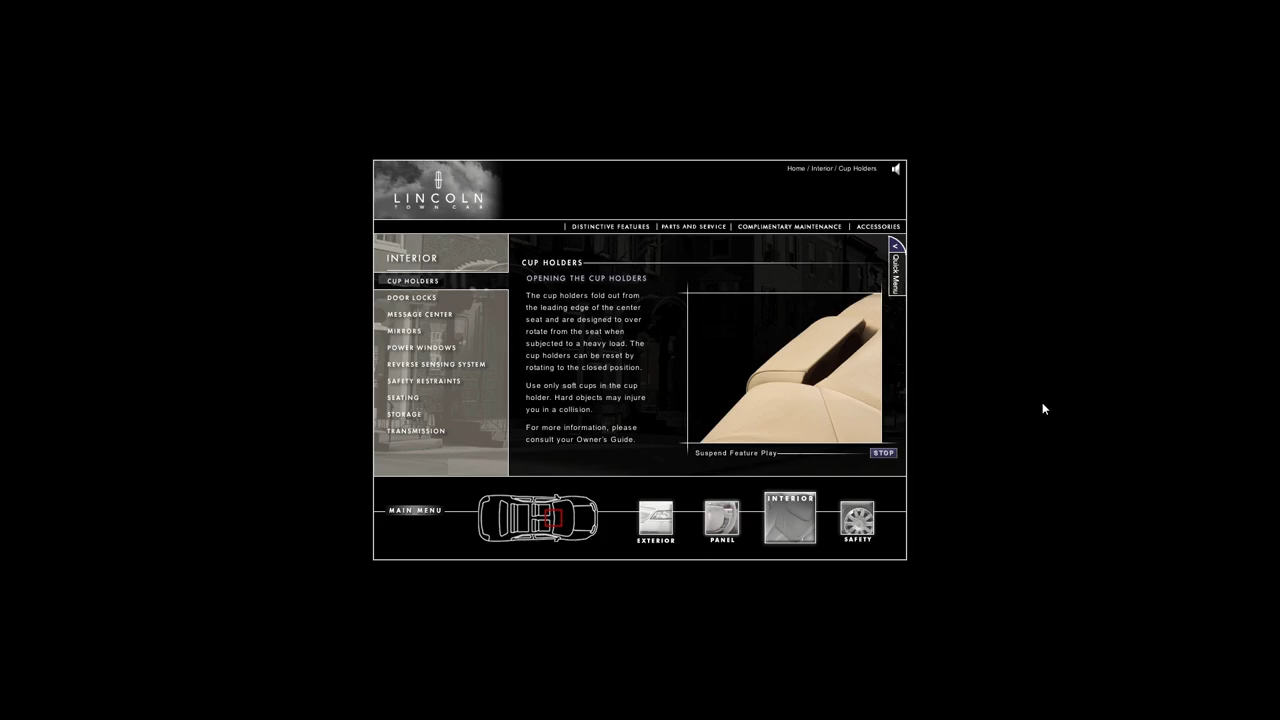 Home / Interior / Cup Holders
LINCOLN
TOWN CAR
DISTINCTIVE FEATURES | PARTS AND SERVICE | COMPLIMENTARY MAINTENANCE | ACCESSORIES
INTERIOR
CUP HOLDERS
DOOR LOCKS
MESSAGE CENTER
MIRRORS
POWER WINDOWS
REVERSE SENSING SYSTEM
SAFETY RESTRAINTS
SEATING
STORAGE
TRANSMISSION
CUP HOLDERS
OPENING THE CUP HOLDERS
The cup holders fold out from
the leading edge of the center
seat and are designed to over
rotate from the seat when
subjected to a heavy load. The
cup holders can be reset by
rotating to the closed position.
Use only soft cups in the cup
holder. Hard objects may injure
you in a collision.
For more information, please
consult your Owner's Guide.
Suspend Feature Play
STOP
< Quick Menu
MAIN MENU
EXTERIOR
PANEL
INTERIOR
SAFETY